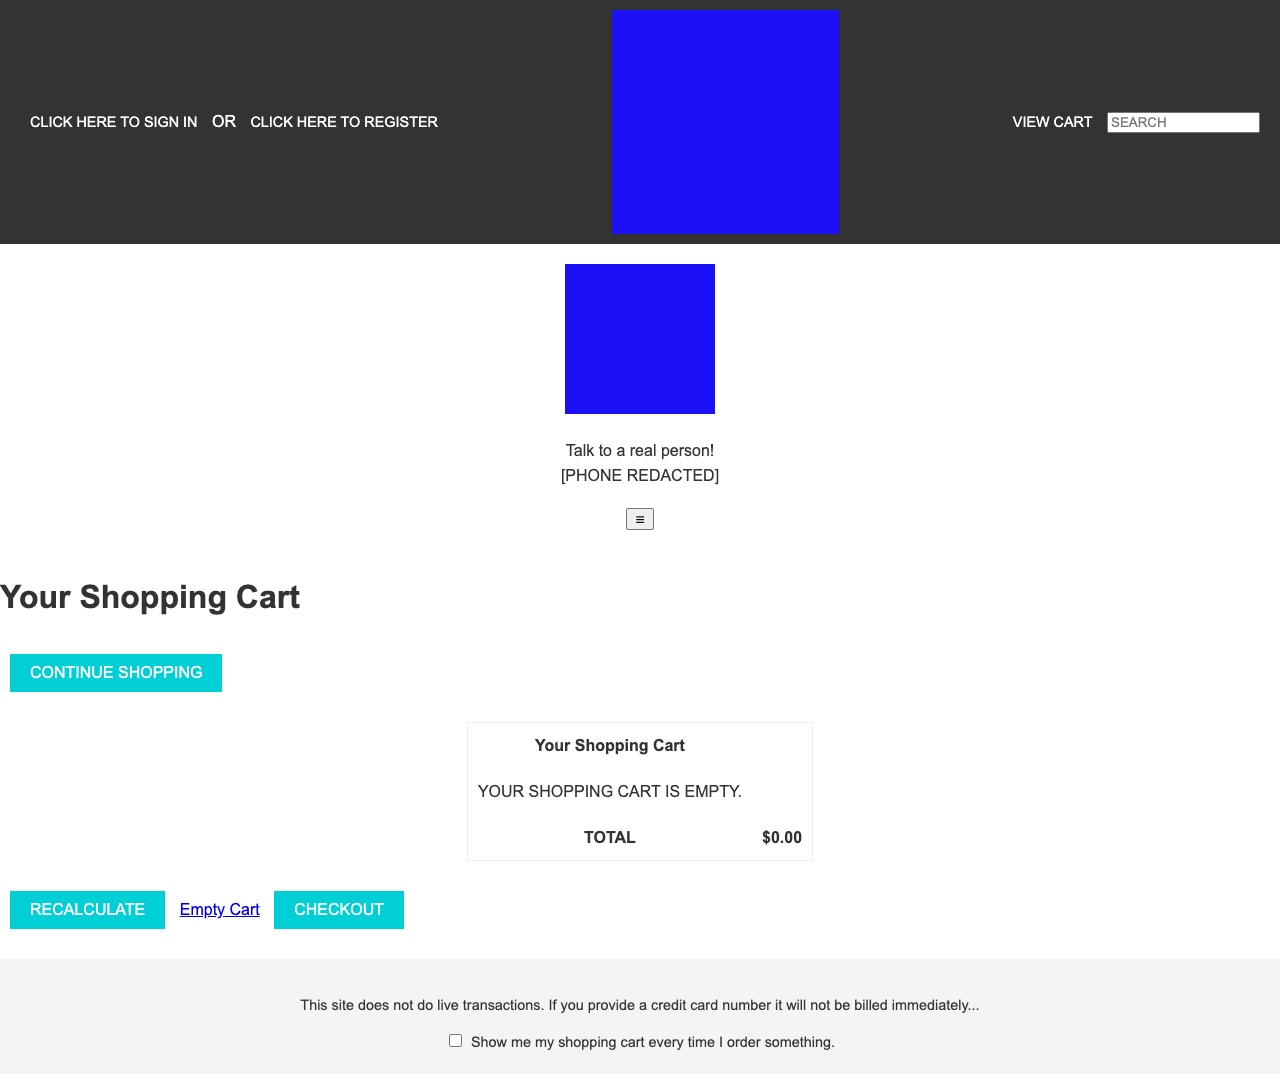 CLICK HERE TO SIGN IN OR CLICK HERE TO REGISTER VIEW CART SEARCH
Talk to a real person!
[PHONE REDACTED]
≡
Your Shopping Cart
CONTINUE SHOPPING
Your Shopping Cart
YOUR SHOPPING CART IS EMPTY.
TOTAL $0.00
RECALCULATE Empty Cart CHECKOUT
This site does not do live transactions. If you provide a credit card number it will not be billed immediately...
Show me my shopping cart every time I order something.